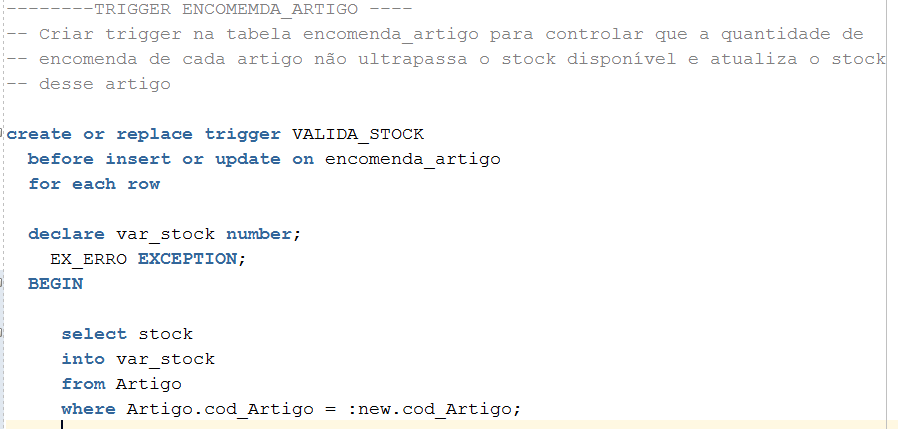 --------TRIGGER ENCOMEMDA_ARTIGO ----
-- Criar trigger na tabela encomenda_artigo para controlar que a quantidade de
-- encomenda de cada artigo não ultrapassa o stock disponível e atualiza o stock
-- desse artigo
create or replace trigger VALIDA_STOCK
before insert or update on encomenda_artigo
for each row
declare var_stock number;
EX_ERRO EXCEPTION;
BEGIN
select stock
into var_stock
from Artigo
where Artigo.cod_Artigo = :new.cod_Artigo;